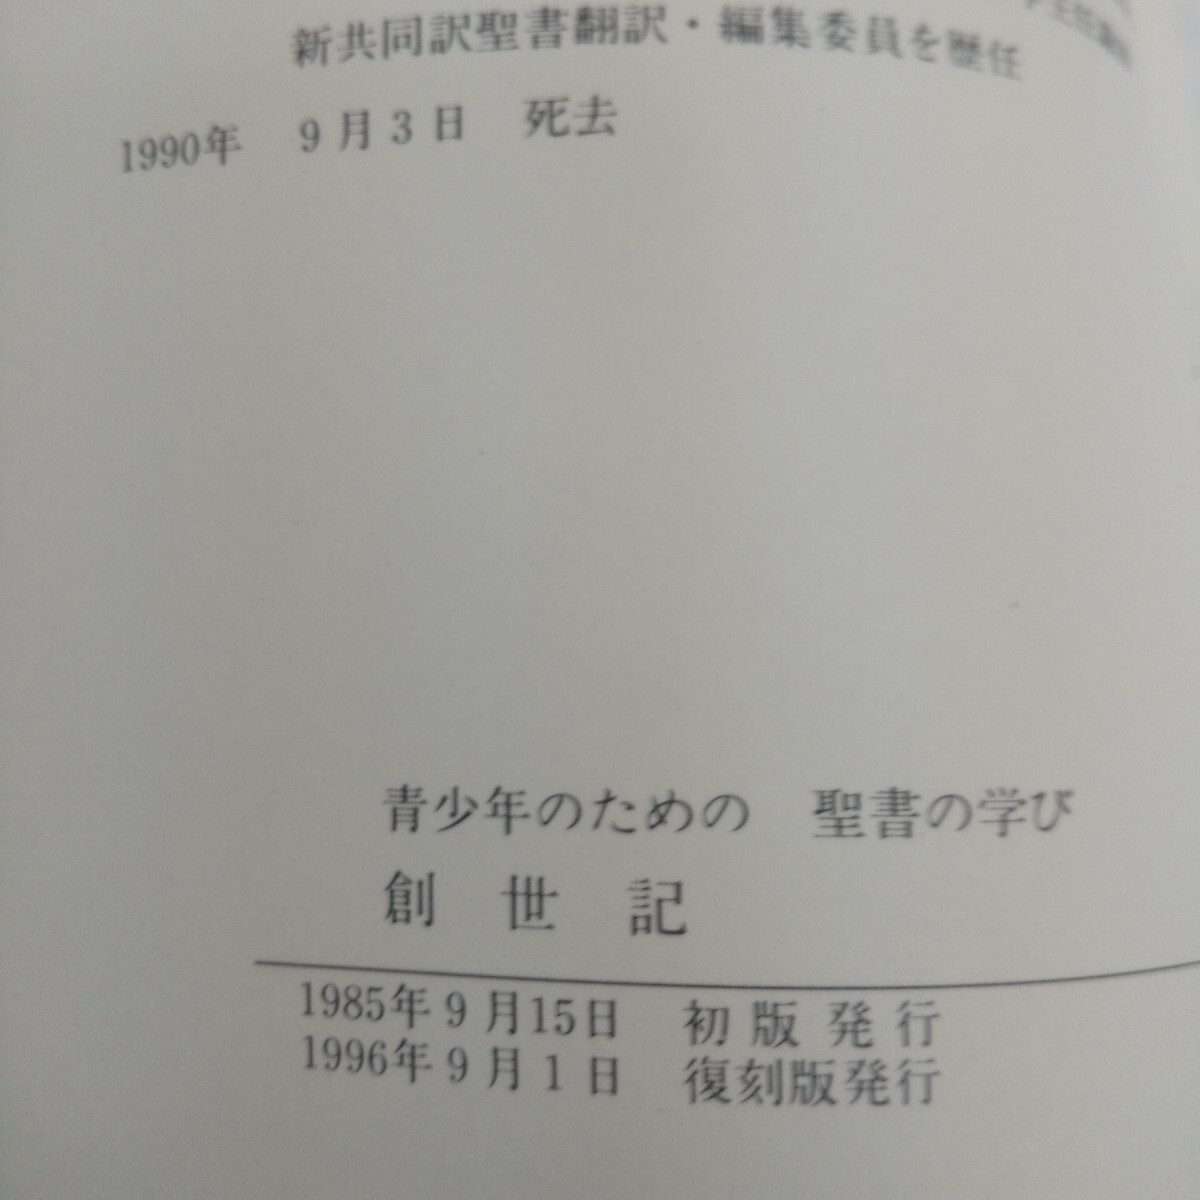 新共同訳聖書翻訳・編集委員を歴任
1990年 9月3日 死去
青少年のための 聖書の学び
創世記
1985年9月15日 初版発行
1996年9月1日 復刻版発行